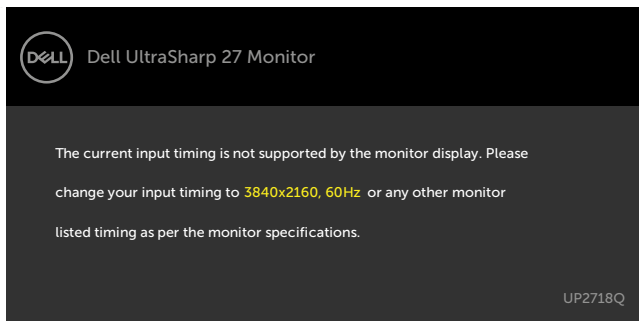 DELL Dell UltraSharp 27 Monitor
The current input timing is not supported by the monitor display. Please
change your input timing to 3840x2160, 60Hz or any other monitor
listed timing as per the monitor specifications.
UP2718Q